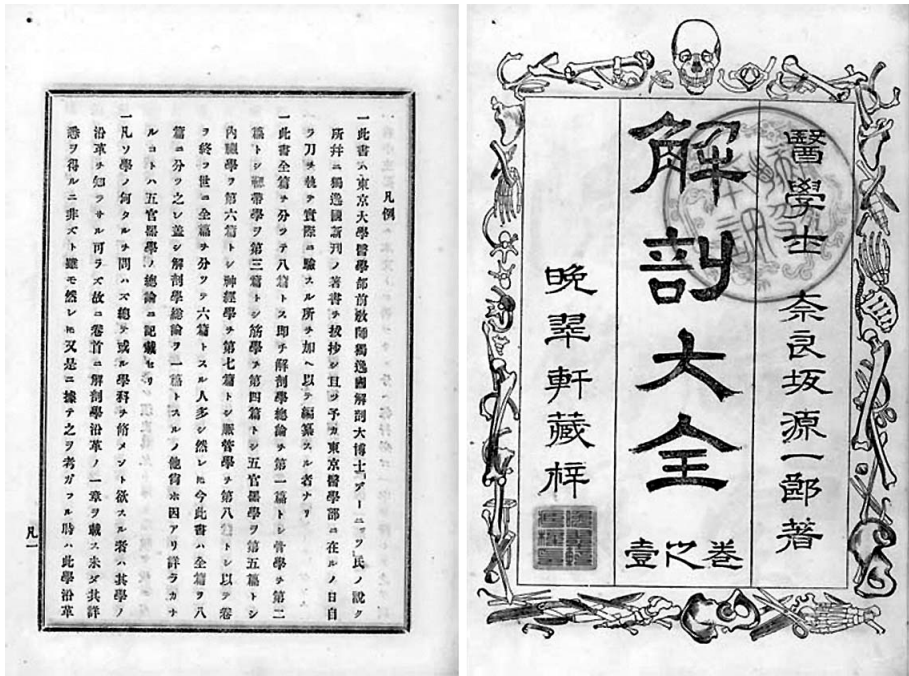 醫學士 奈良坂源一郎著
解剖大全
卷之壹
晩翠軒藏梓
凡例
一此書ハ東京大學醫學部前敎師獨逸國解剖大博士「デーニツツ」氏ノ說ク
所幷ニ獨逸國新刊ノ著書ヲ拔抄シ且ツ予カ東京醫學部ニ在ルノ日自
ラ刀ヲ執テ實際ニ驗スル所ヲ加ヘ以テ編纂スル者ナリ
一此書全篇ヲ分ツテ八篇トス即チ解剖學總論ヲ第一篇トシ骨學ヲ第二
篇トシ靭帶學ヲ第三篇トシ筋學ヲ第四篇トシ五官器學ヲ第五篇トシ
內臟學ヲ第六篇トシ神經學ヲ第七篇トシ脈管學ヲ第八篇トシ以テ卷
ヲ終フ世ニ全篇ヲ分ツテ六篇トスル人多シ然レ𪜈今此書ハ全篇ヲ八
篇ニ分ツ之レ蓋シ解剖學總論ヲ一篇トスルノ他尙ホ因アリ詳ラカナ
ルコトハ五官器學ノ總論ニ記載セリ
一凡ソ學ノ何タルヲ問ハズ總テ或ル學科ヲ脩メント欲スル者ハ其學ノ
沿革ヲ知ラサル可ラズ故ニ卷首ニ解剖學沿革ノ一章ヲ載ス未ダ其詳
悉ヲ得ルニ非ズト雖モ然レ𪜈又是ニ據テ之ヲ考ガフル時ハ此學沿革
凡一